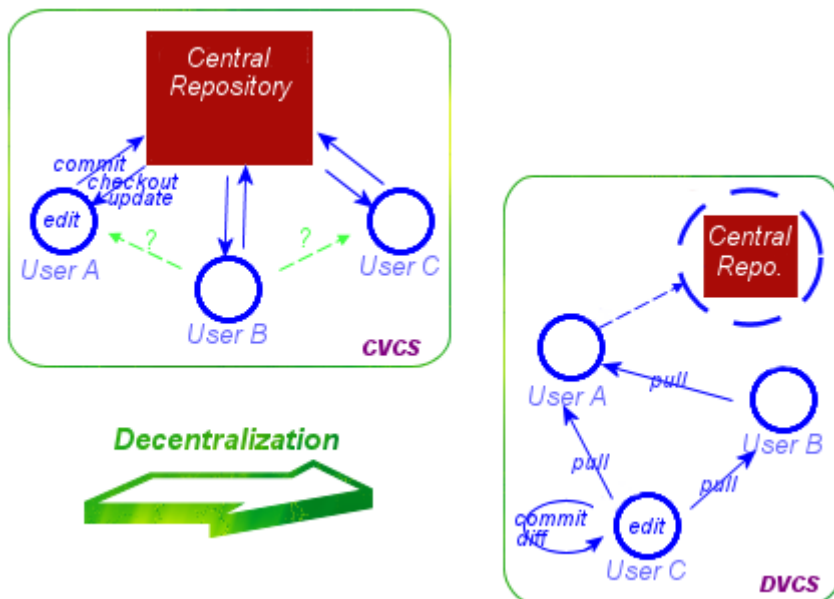 Central
Repository
commit
checkout
update
edit
?
?
User A
User B
User C
CVCS
Decentralization
Central
Repo.
User A
pull
User B
pull
pull
commit
diff
edit
User C
DVCS